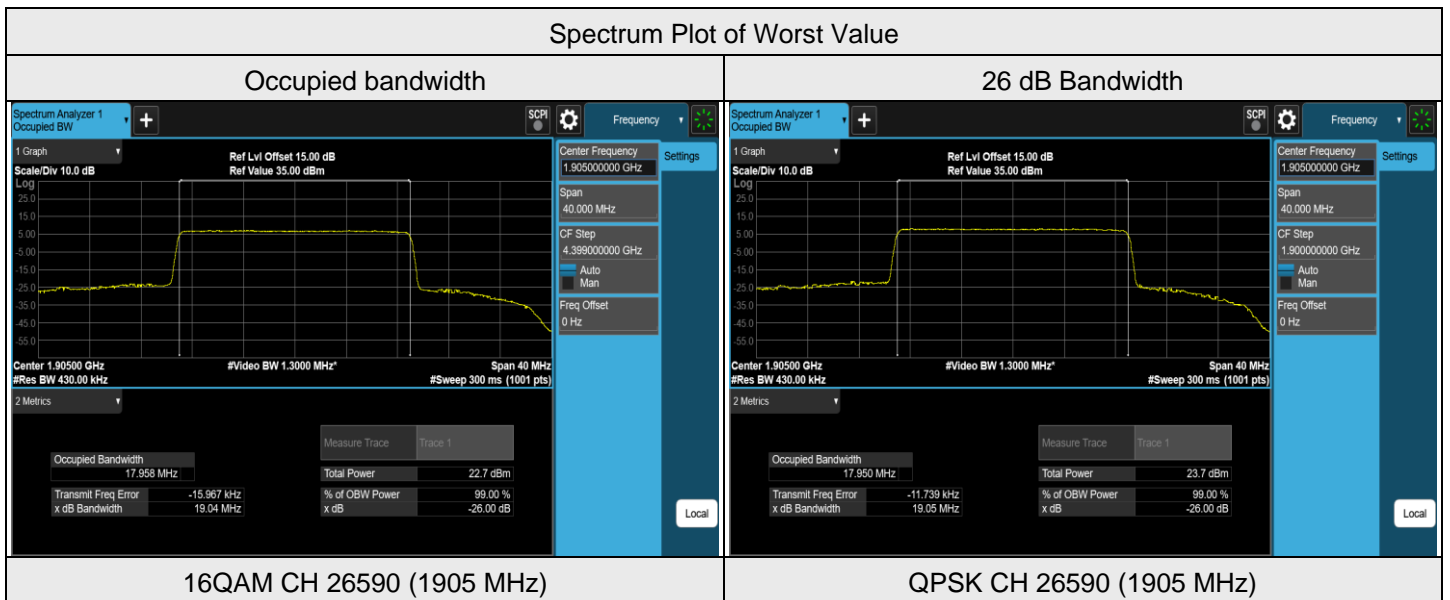 Spectrum Plot of Worst Value
Occupied bandwidth
26 dB Bandwidth
Spectrum Analyzer 1
Occupied BW
+
SCPI
Frequency
1 Graph
Scale/Div 10.0 dB
Ref Lvl Offset 15.00 dB
Ref Value 35.00 dBm
Log
25.0
15.0
5.00
-5.00
-15.0
-25.0
-35.0
-45.0
-55.0
Center 1.90500 GHz
#Video BW 1.3000 MHz*
Span 40 MHz
#Res BW 430.00 kHz
#Sweep 300 ms (1001 pts)
Center Frequency
1.905000000 GHz
Settings
Span
40.000 MHz
CF Step
4.399000000 GHz
Auto
Man
Freq Offset
0 Hz
Local
2 Metrics
Measure Trace Trace 1
Occupied Bandwidth
17.958 MHz
Total Power 22.7 dBm
Transmit Freq Error -15.967 kHz
% of OBW Power 99.00 %
x dB Bandwidth 19.04 MHz
x dB -26.00 dB
Spectrum Analyzer 1
Occupied BW
+
SCPI
Frequency
1 Graph
Scale/Div 10.0 dB
Ref Lvl Offset 15.00 dB
Ref Value 35.00 dBm
Log
25.0
15.0
5.00
-5.00
-15.0
-25.0
-35.0
-45.0
-55.0
Center 1.90500 GHz
#Video BW 1.3000 MHz*
Span 40 MHz
#Res BW 430.00 kHz
#Sweep 300 ms (1001 pts)
Center Frequency
1.905000000 GHz
Settings
Span
40.000 MHz
CF Step
1.900000000 GHz
Auto
Man
Freq Offset
0 Hz
Local
2 Metrics
Measure Trace Trace 1
Occupied Bandwidth
17.950 MHz
Total Power 23.7 dBm
Transmit Freq Error -11.739 kHz
% of OBW Power 99.00 %
x dB Bandwidth 19.05 MHz
x dB -26.00 dB
16QAM CH 26590 (1905 MHz)
QPSK CH 26590 (1905 MHz)